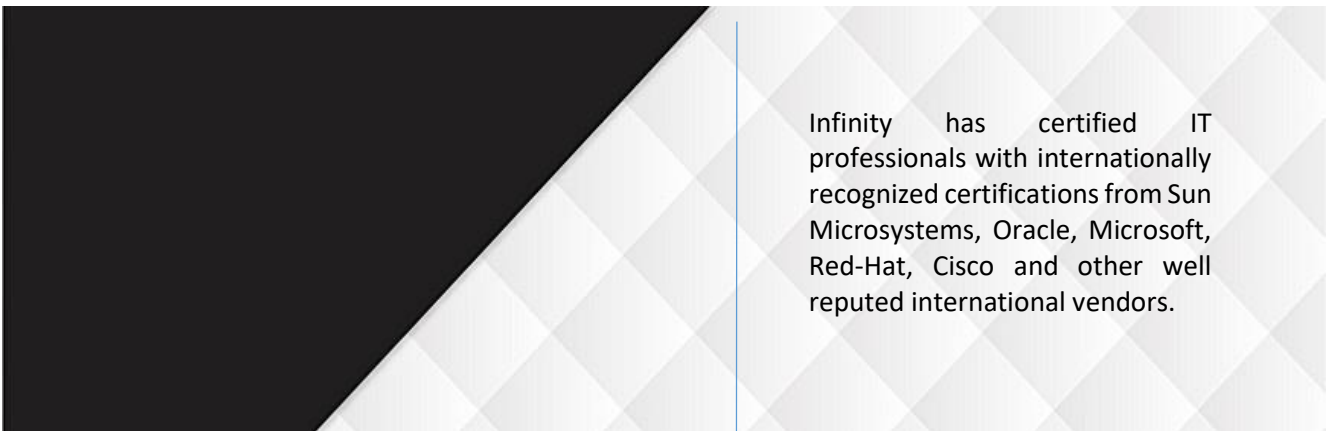 Infinity has certified IT
professionals with internationally
recognized certifications from Sun
Microsystems, Oracle, Microsoft,
Red-Hat, Cisco and other well
reputed international vendors.